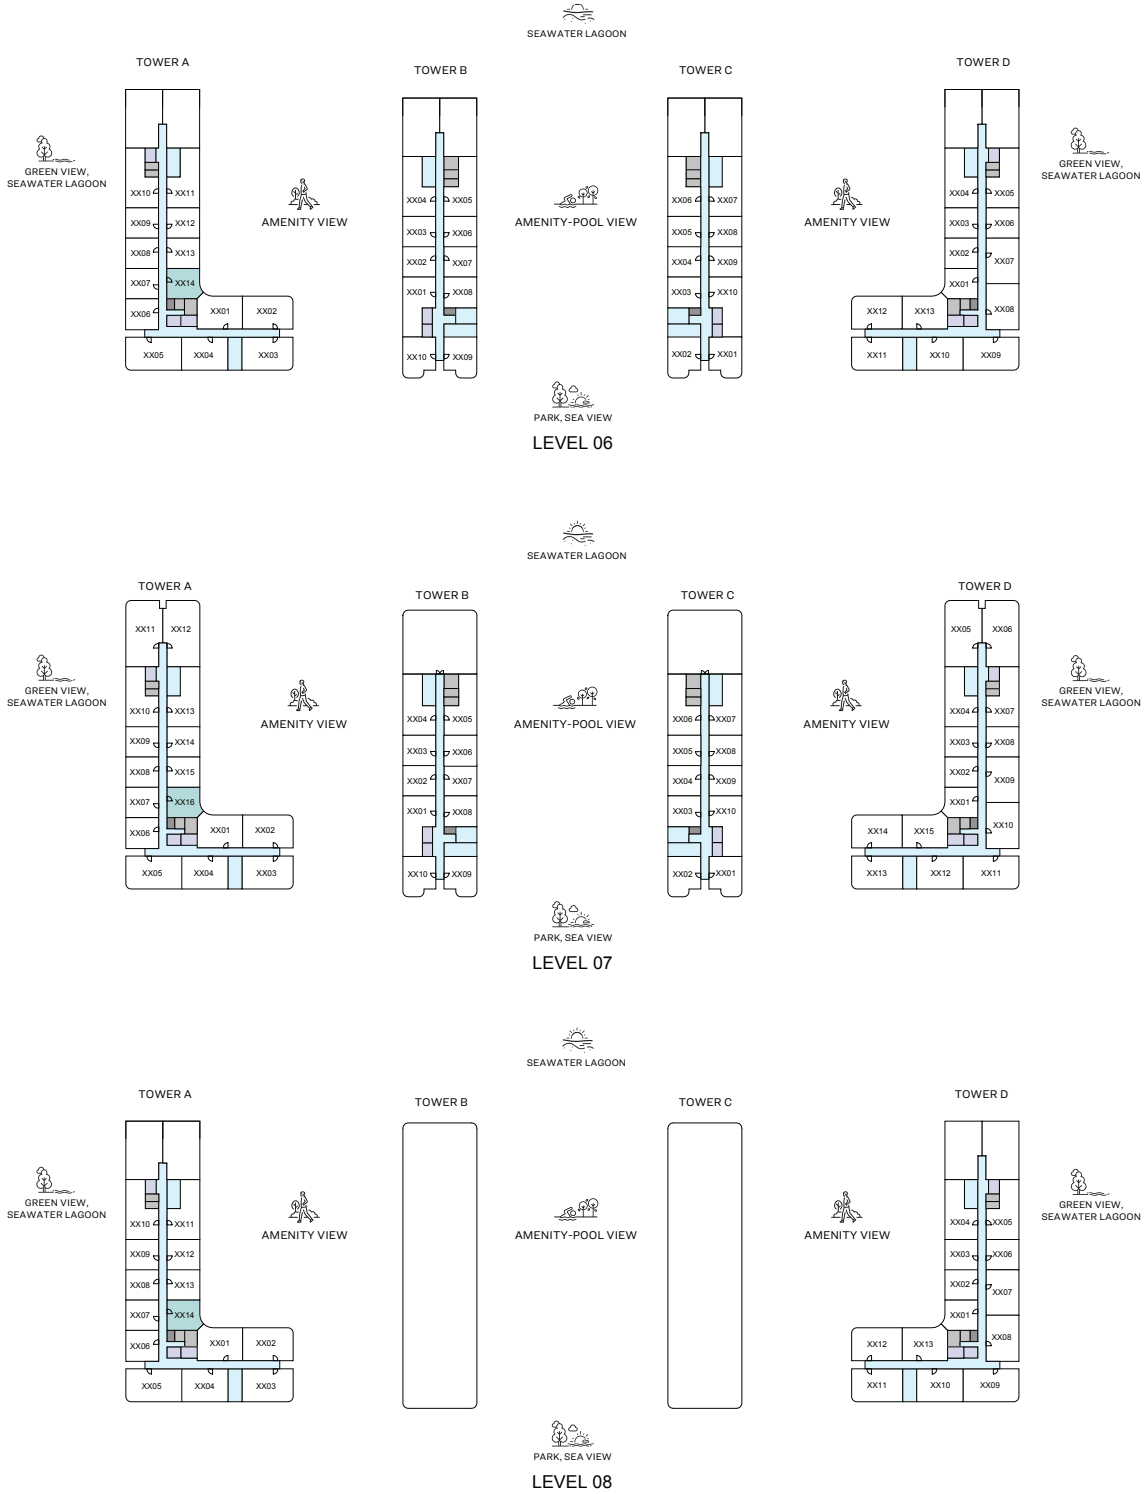 SEAWATER LAGOON
TOWER A
TOWER B
TOWER C
TOWER D
GREEN VIEW,
SEAWATER LAGOON
AMENITY VIEW
AMENITY-POOL VIEW
AMENITY VIEW
GREEN VIEW,
SEAWATER LAGOON
XX10 XX11
XX09 XX12
XX08 XX13
XX07 XX14
XX06 XX01 XX02
XX05 XX04 XX03
XX04 XX05
XX03 XX06
XX02 XX07
XX01 XX08
XX10 XX09
XX06 XX07
XX05 XX08
XX04 XX09
XX03 XX10
XX02 XX01
XX04 XX05
XX03 XX06
XX02 XX07
XX01
XX12 XX13 XX08
XX11 XX10 XX09
PARK, SEA VIEW
LEVEL 06
SEAWATER LAGOON
TOWER A
TOWER B
TOWER C
TOWER D
GREEN VIEW,
SEAWATER LAGOON
AMENITY VIEW
AMENITY-POOL VIEW
AMENITY VIEW
GREEN VIEW,
SEAWATER LAGOON
XX11 XX12
XX10 XX13
XX09 XX14
XX08 XX15
XX07 XX16
XX06 XX01 XX02
XX05 XX04 XX03
XX04 XX05
XX03 XX06
XX02 XX07
XX01 XX08
XX10 XX09
XX06 XX07
XX05 XX08
XX04 XX09
XX03 XX10
XX02 XX01
XX05 XX06
XX04 XX07
XX03 XX08
XX02 XX09
XX01
XX14 XX15 XX10
XX13 XX12 XX11
PARK, SEA VIEW
LEVEL 07
SEAWATER LAGOON
TOWER A
TOWER B
TOWER C
TOWER D
GREEN VIEW,
SEAWATER LAGOON
AMENITY VIEW
AMENITY-POOL VIEW
AMENITY VIEW
GREEN VIEW,
SEAWATER LAGOON
XX10 XX11
XX09 XX12
XX08 XX13
XX07 XX14
XX06 XX01 XX02
XX05 XX04 XX03
XX04 XX05
XX03 XX06
XX02 XX07
XX01
XX12 XX13 XX08
XX11 XX10 XX09
PARK, SEA VIEW
LEVEL 08